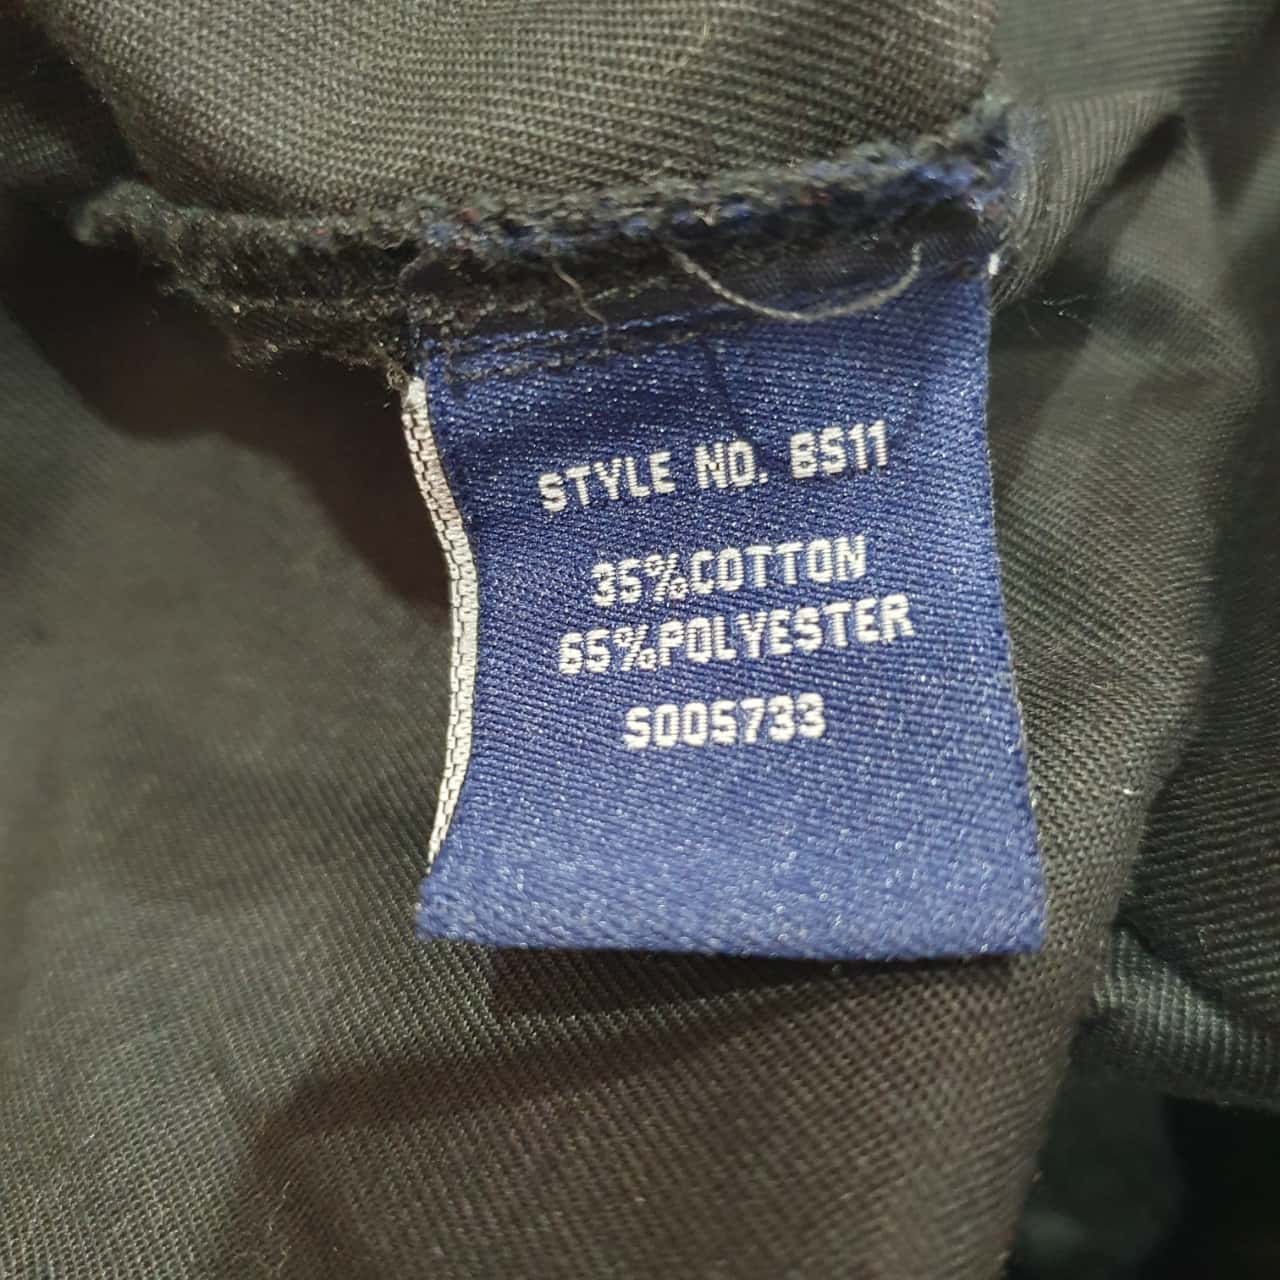 STYLE NO. BS11
35%COTTON
65%POLYESTER
S005733